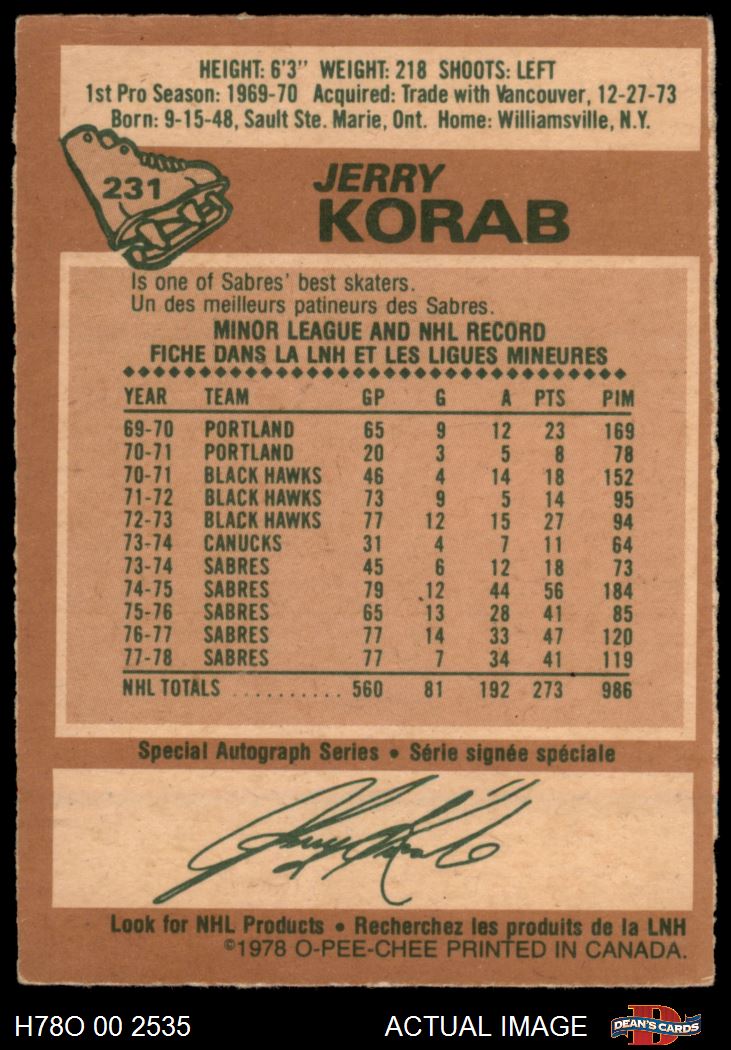 HEIGHT: 6'3" WEIGHT: 218 SHOOTS: LEFT
1st Pro Season: 1969-70 Acquired: Trade with Vancouver, 12-27-73
Born: 9-15-48, Sault Ste. Marie, Ont. Home: Williamsville, N.Y.
231
JERRY
KORAB
Is one of Sabres' best skaters.
Un des meilleurs patineurs des Sabres.
MINOR LEAGUE AND NHL RECORD
FICHE DANS LA LNH ET LES LIGUES MINEURES
YEAR TEAM GP G A PTS PIM
69-70 PORTLAND 65 9 12 23 169
70-71 PORTLAND 20 3 5 8 78
70-71 BLACK HAWKS 46 4 14 18 152
71-72 BLACK HAWKS 73 9 5 14 95
72-73 BLACK HAWKS 77 12 15 27 94
73-74 CANUCKS 31 4 7 11 64
73-74 SABRES 45 6 12 18 73
74-75 SABRES 79 12 44 56 184
75-76 SABRES 65 13 28 41 85
76-77 SABRES 77 14 33 47 120
77-78 SABRES 77 7 34 41 119
NHL TOTALS .......... 560 81 192 273 986
Special Autograph Series • Série signée spéciale
Jerry Korab
Look for NHL Products • Recherchez les produits de la LNH
©1978 O-PEE-CHEE PRINTED IN CANADA.
H78O 00 2535 ACTUAL IMAGE D DEAN'S CARDS